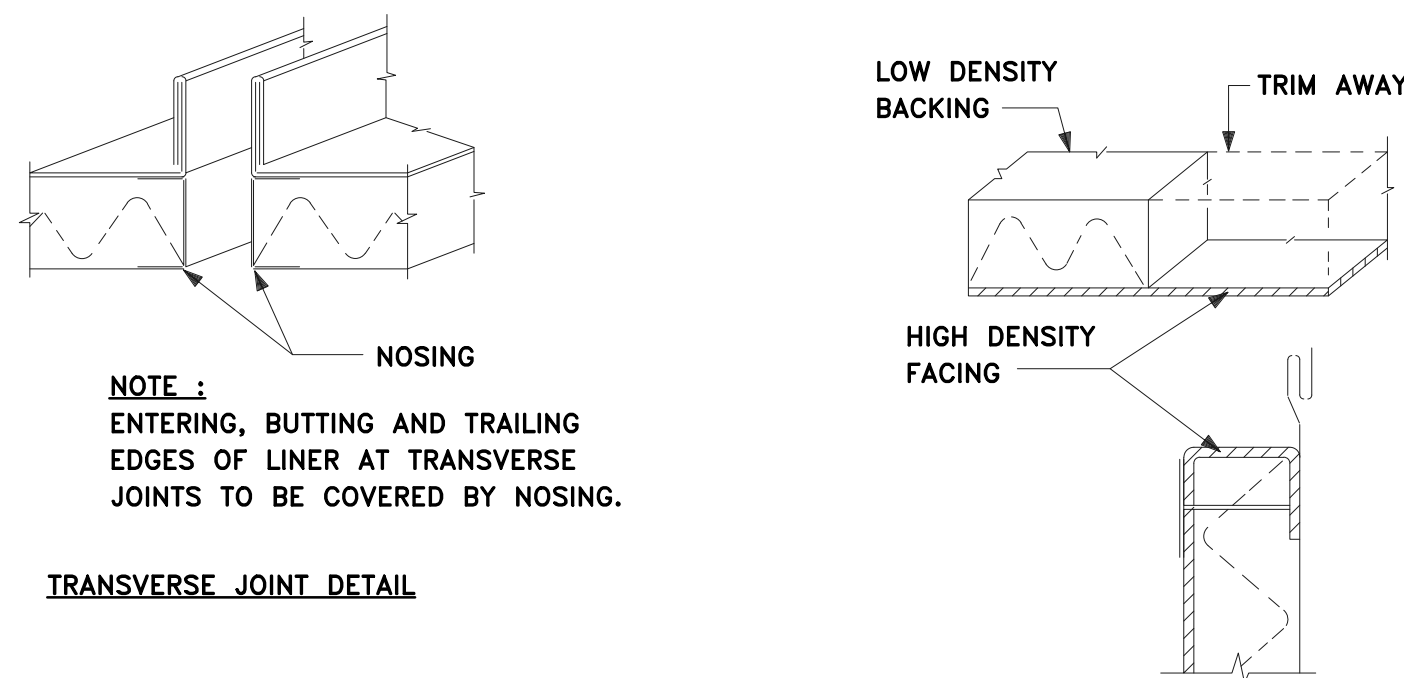 NOSING
NOTE :
ENTERING, BUTTING AND TRAILING
EDGES OF LINER AT TRANSVERSE
JOINTS TO BE COVERED BY NOSING.
TRANSVERSE JOINT DETAIL
LOW DENSITY
BACKING
TRIM AWAY
HIGH DENSITY
FACING